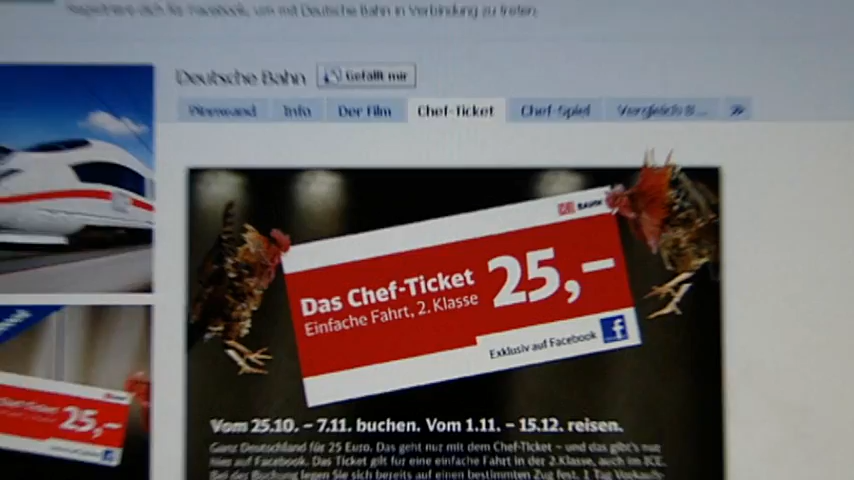 Registriere dich für Facebook, um mit Deutsche Bahn in Verbindung zu treten.
Deutsche Bahn Gefällt mir
Pinnwand Info Der Film Chef-Ticket Chef-Spiel Vergleich B... »
DB BAHN
Das Chef-Ticket 25,–
Einfache Fahrt, 2. Klasse
Exklusiv auf Facebook f
Chef-Ticket 25,–
Vom 25.10. – 7.11. buchen. Vom 1.11. – 15.12. reisen.
Ganz Deutschland für 25 Euro. Das geht nur mit dem Chef-Ticket – und das gibt's nur
hier auf Facebook. Das Ticket gilt für eine einfache Fahrt in der 2. Klasse, auch im ICE.
Bei der Buchung legen Sie sich bereits auf einen bestimmten Zug fest.